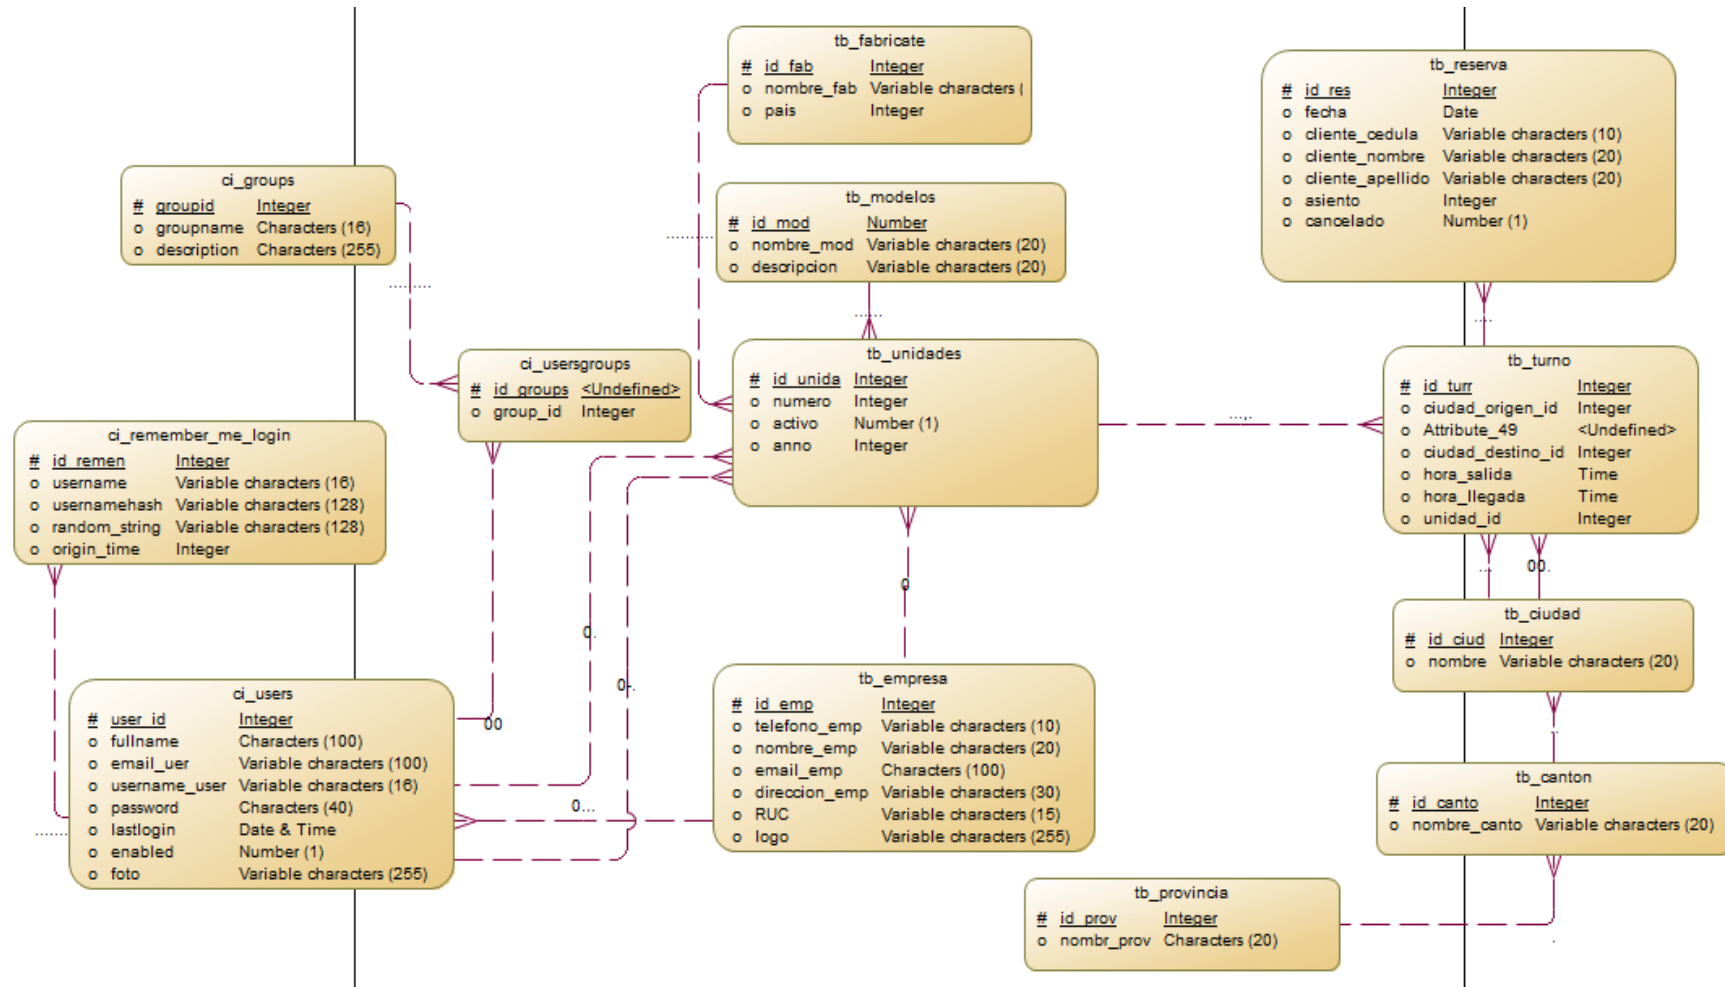 tb_fabricate
# id_fab Integer
o nombre_fab Variable characters (
o pais Integer
tb_reserva
# id_res Integer
o fecha Date
o cliente_cedula Variable characters (10)
o cliente_nombre Variable characters (20)
o cliente_apellido Variable characters (20)
o asiento Integer
o cancelado Number (1)
ci_groups
# groupid Integer
o groupname Characters (16)
o description Characters (255)
tb_modelos
# id_mod Number
o nombre_mod Variable characters (20)
o descripcion Variable characters (20)
ci_usersgroups
# id_groups <Undefined>
o group_id Integer
tb_unidades
# id_unida Integer
o numero Integer
o activo Number (1)
o anno Integer
tb_turno
# id_turr Integer
o ciudad_origen_id Integer
o Attribute_49 <Undefined>
o ciudad_destino_id Integer
o hora_salida Time
o hora_llegada Time
o unidad_id Integer
ci_remember_me_login
# id_remen Integer
o username Variable characters (16)
o usernamehash Variable characters (128)
o random_string Variable characters (128)
o origin_time Integer
0
00.
0.
0-.
00
0...
tb_ciudad
# id_ciud Integer
o nombre Variable characters (20)
ci_users
# user_id Integer
o fullname Characters (100)
o email_uer Variable characters (100)
o username_user Variable characters (16)
o password Characters (40)
o lastlogin Date & Time
o enabled Number (1)
o foto Variable characters (255)
tb_empresa
# id_emp Integer
o telefono_emp Variable characters (10)
o nombre_emp Variable characters (20)
o email_emp Characters (100)
o direccion_emp Variable characters (30)
o RUC Variable characters (15)
o logo Variable characters (255)
tb_canton
# id_canto Integer
o nombre_canto Variable characters (20)
tb_provincia
# id_prov Integer
o nombr_prov Characters (20)